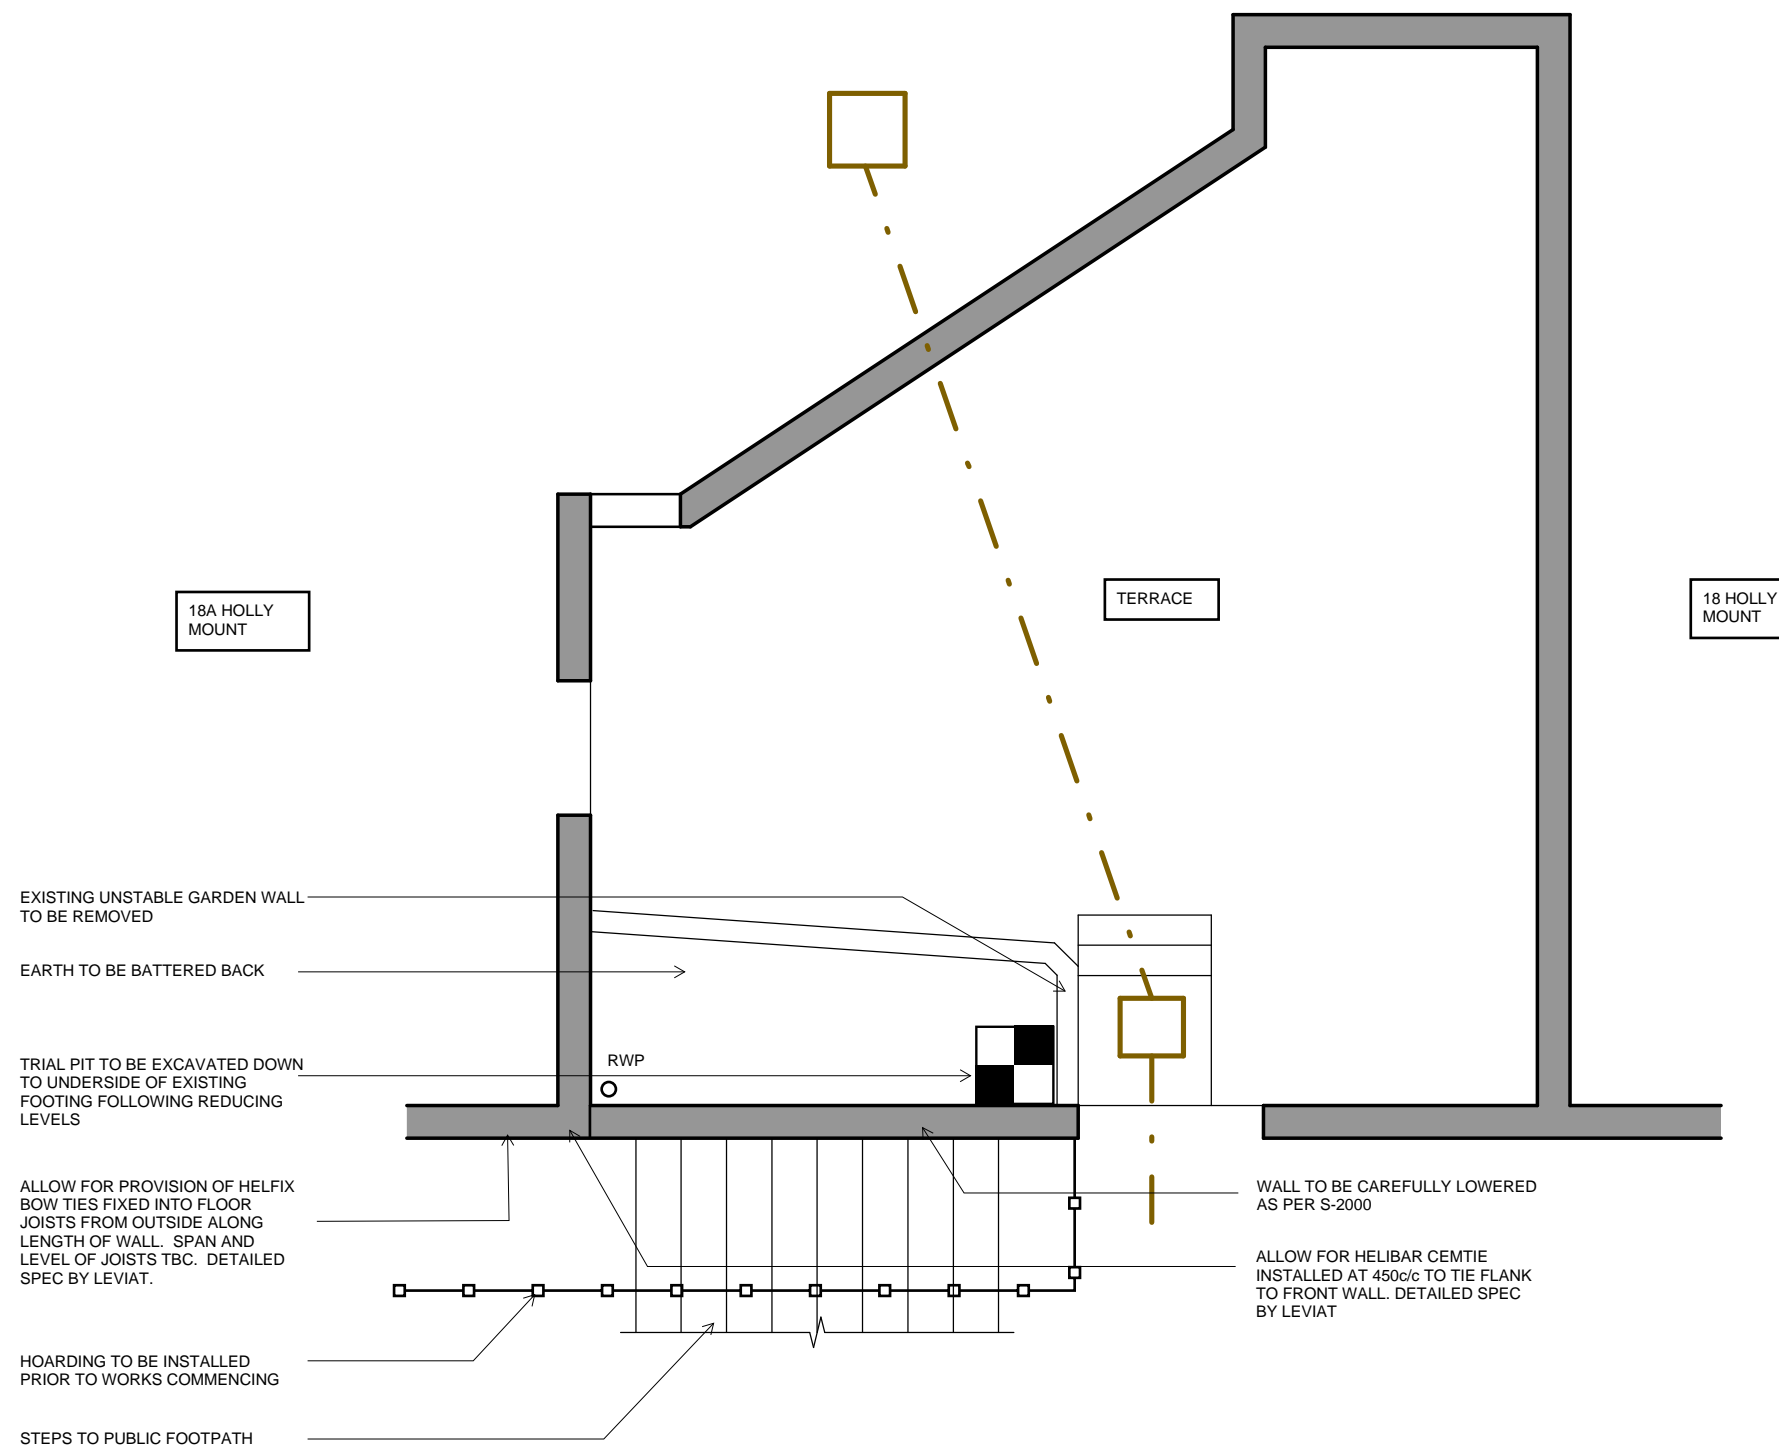 18A HOLLY
MOUNT
TERRACE
18 HOLLY
MOUNT
EXISTING UNSTABLE GARDEN WALL
TO BE REMOVED
EARTH TO BE BATTERED BACK
TRIAL PIT TO BE EXCAVATED DOWN
TO UNDERSIDE OF EXISTING
FOOTING FOLLOWING REDUCING
LEVELS
RWP
ALLOW FOR PROVISION OF HELFIX
BOW TIES FIXED INTO FLOOR
JOISTS FROM OUTSIDE ALONG
LENGTH OF WALL. SPAN AND
LEVEL OF JOISTS TBC. DETAILED
SPEC BY LEVIAT.
WALL TO BE CAREFULLY LOWERED
AS PER S-2000
ALLOW FOR HELIBAR CEMTIE
INSTALLED AT 450c/c TO TIE FLANK
TO FRONT WALL. DETAILED SPEC
BY LEVIAT
HOARDING TO BE INSTALLED
PRIOR TO WORKS COMMENCING
STEPS TO PUBLIC FOOTPATH